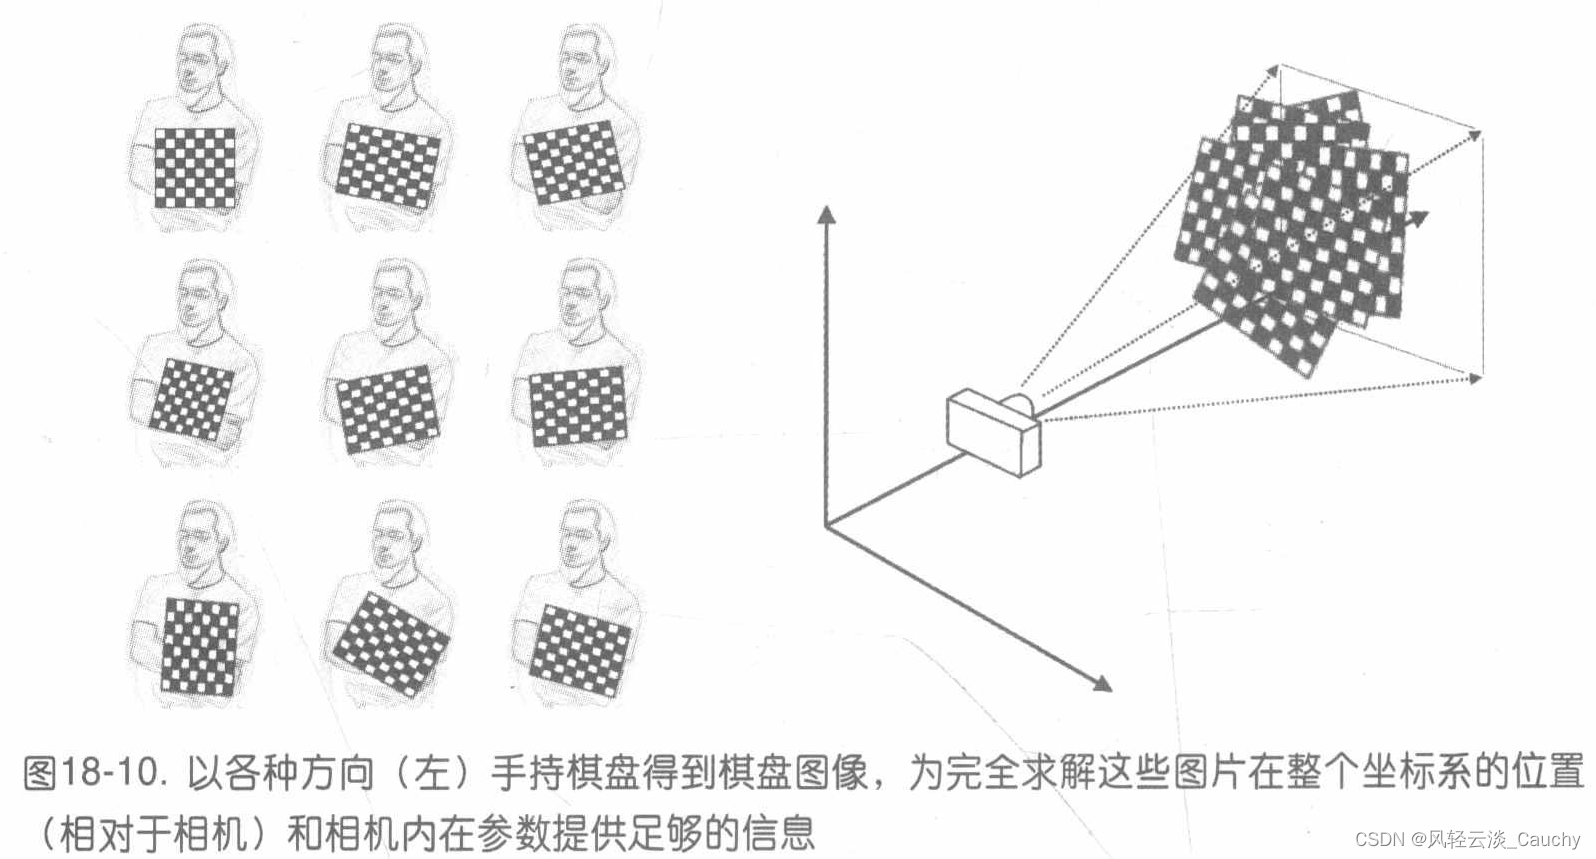 图18-10. 以各种方向（左）手持棋盘得到棋盘图像，为完全求解这些图片在整个坐标系的位置
（相对于相机）和相机内在参数提供足够的信息
CSDN @风轻云淡_Cauchy